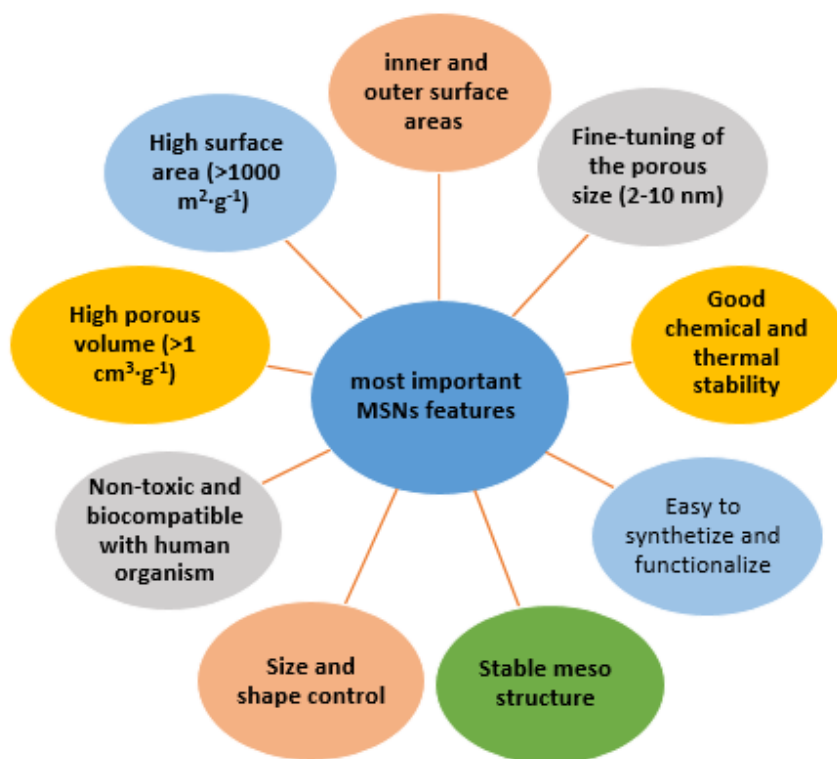 inner and
outer surface
areas
High surface
area (>1000
m²·g⁻¹)
Fine-tuning of
the porous
size (2-10 nm)
High porous
volume (>1
cm³·g⁻¹)
Good
chemical and
thermal
stability
most important
MSNs features
Non-toxic and
biocompatible
with human
organism
Easy to
synthetize and
functionalize
Size and
shape control
Stable meso
structure